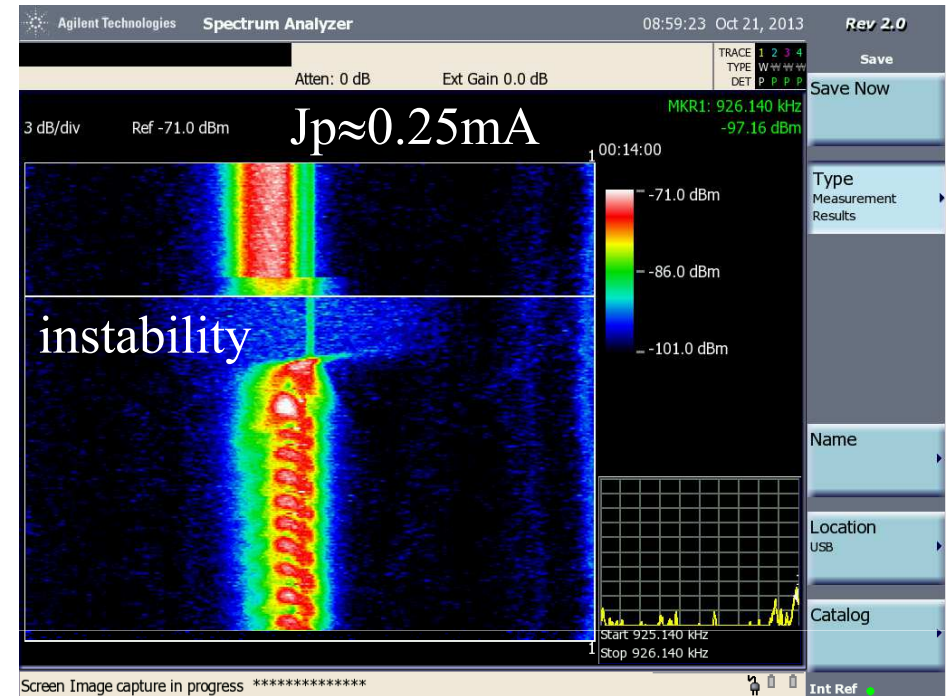 Agilent Technologies Spectrum Analyzer 08:59:23 Oct 21, 2013 Rev 2.0
Save
TRACE 1 2 3 4
TYPE W W W W
Atten: 0 dB Ext Gain 0.0 dB DET P P P P
Save Now
MKR1: 926.140 kHz
3 dB/div Ref -71.0 dBm Jp≈0.25mA -97.16 dBm
1 00:14:00
Type
Measurement
Results
-71.0 dBm
-86.0 dBm
instability
-101.0 dBm
Name
Location
USB
Catalog
Start 925.140 kHz
1 Stop 926.140 kHz
Screen Image capture in progress **************
Int Ref